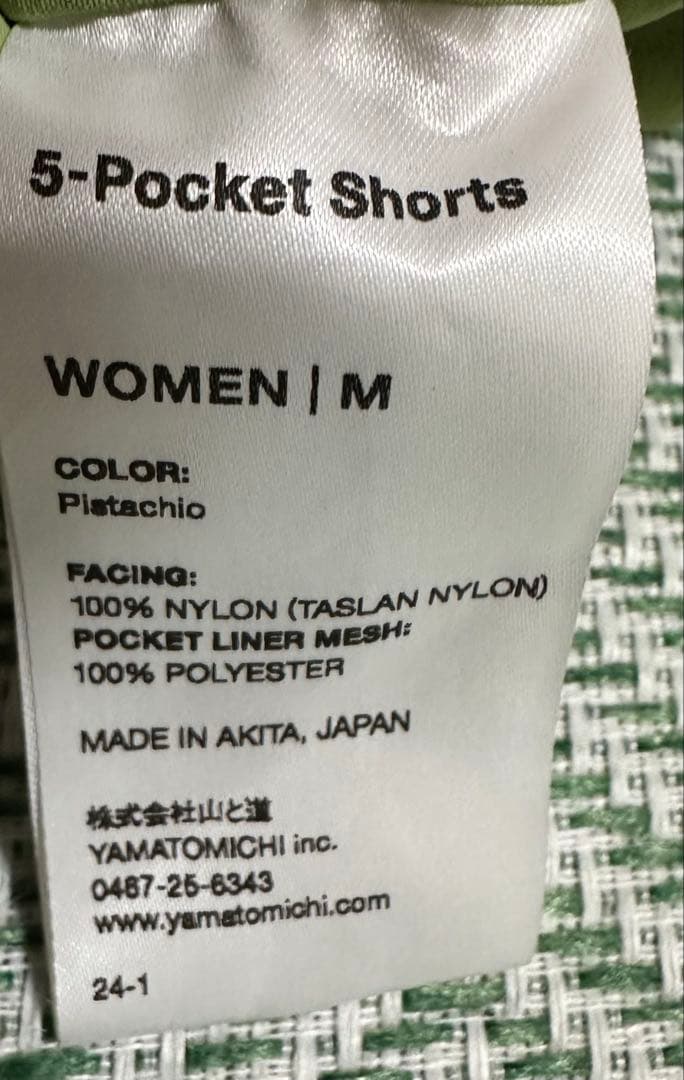 5-Pocket Shorts
WOMEN | M
COLOR:
Pistachio
FACING:
100% NYLON (TASLAN NYLON)
POCKET LINER MESH:
100% POLYESTER
MADE IN AKITA, JAPAN
株式会社山と道
YAMATOMICHI inc.
0467-25-6343
www.yamatomichi.com
24-1